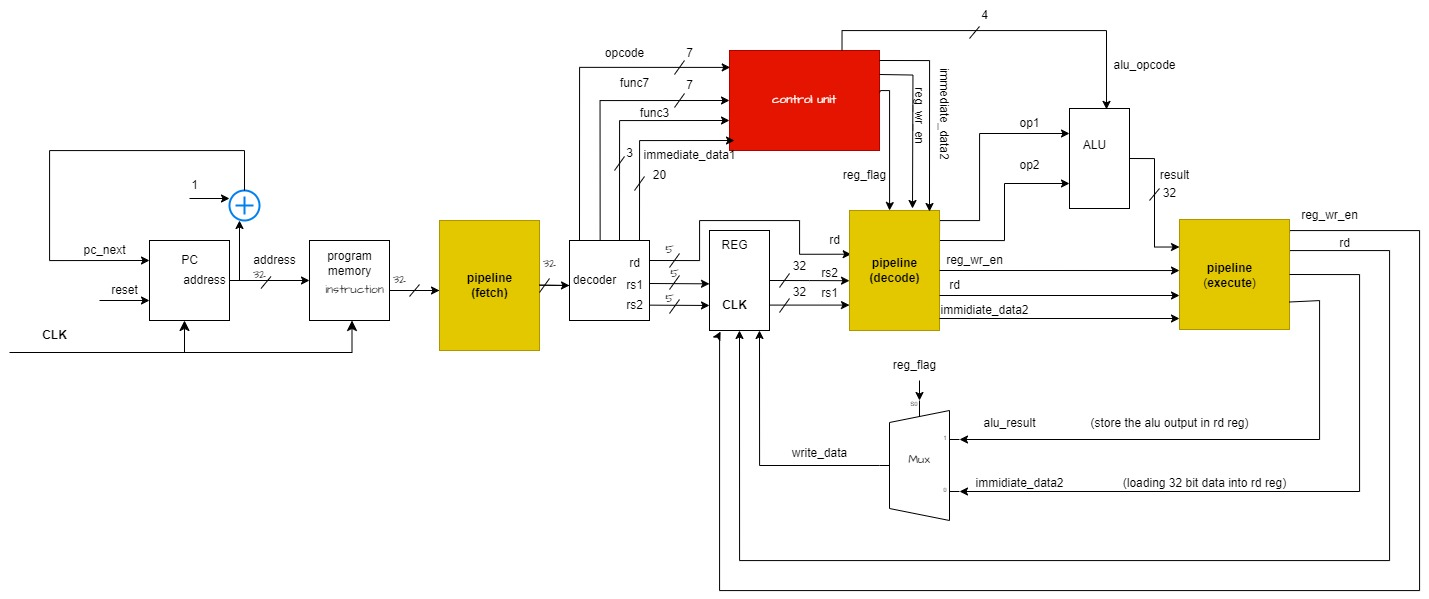 4
opcode
7
func7
7
func3
3
immediate_data1
20
control unit
immediate_data2
reg_wr_en
reg_flag
alu_opcode
op1
op2
ALU
result
32
1
pc_next
PC
address
reset
address
32
program
memory
instruction
32
CLK
pipeline
(fetch)
32
decoder
rd
rs1
rs2
5
5
5
REG
CLK
32
32
rd
rs2
rs1
pipeline
(decode)
reg_wr_en
rd
immidiate_data2
pipeline
(execute)
reg_wr_en
rd
reg_flag
S0
Mux
1
0
write_data
alu_result
(store the alu output in rd reg)
immidiate_data2
(loading 32 bit data into rd reg)